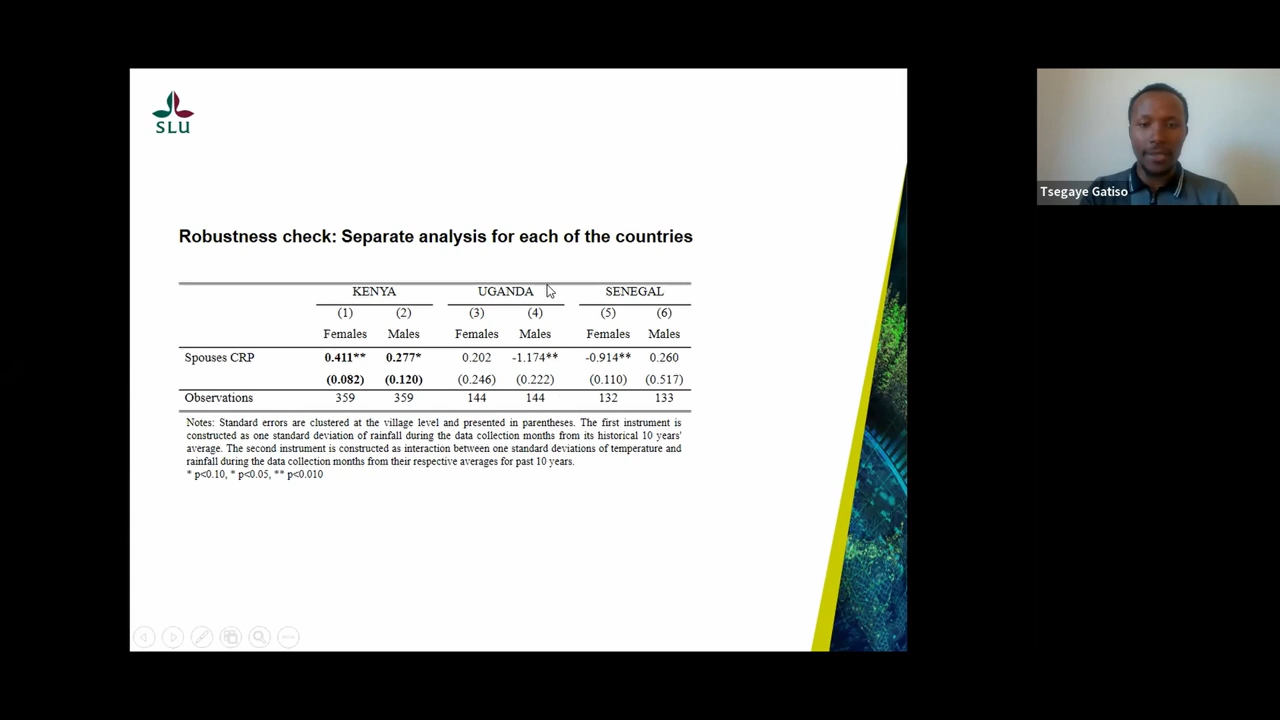 SLU
Tsegaye Gatiso
Robustness check: Separate analysis for each of the countries
KENYA UGANDA SENEGAL
(1) (2) (3) (4) (5) (6)
Females Males Females Males Females Males
Spouses CRP 0.411** 0.277* 0.202 -1.174** -0.914** 0.260
(0.082) (0.120) (0.246) (0.222) (0.110) (0.517)
Observations 359 359 144 144 132 133
Notes: Standard errors are clustered at the village level and presented in parentheses. The first instrument is
constructed as one standard deviation of rainfall during the data collection months from its historical 10 years'
average. The second instrument is constructed as interaction between one standard deviations of temperature and
rainfall during the data collection months from their respective averages for past 10 years.
* p<0.10, * p<0.05, ** p<0.010